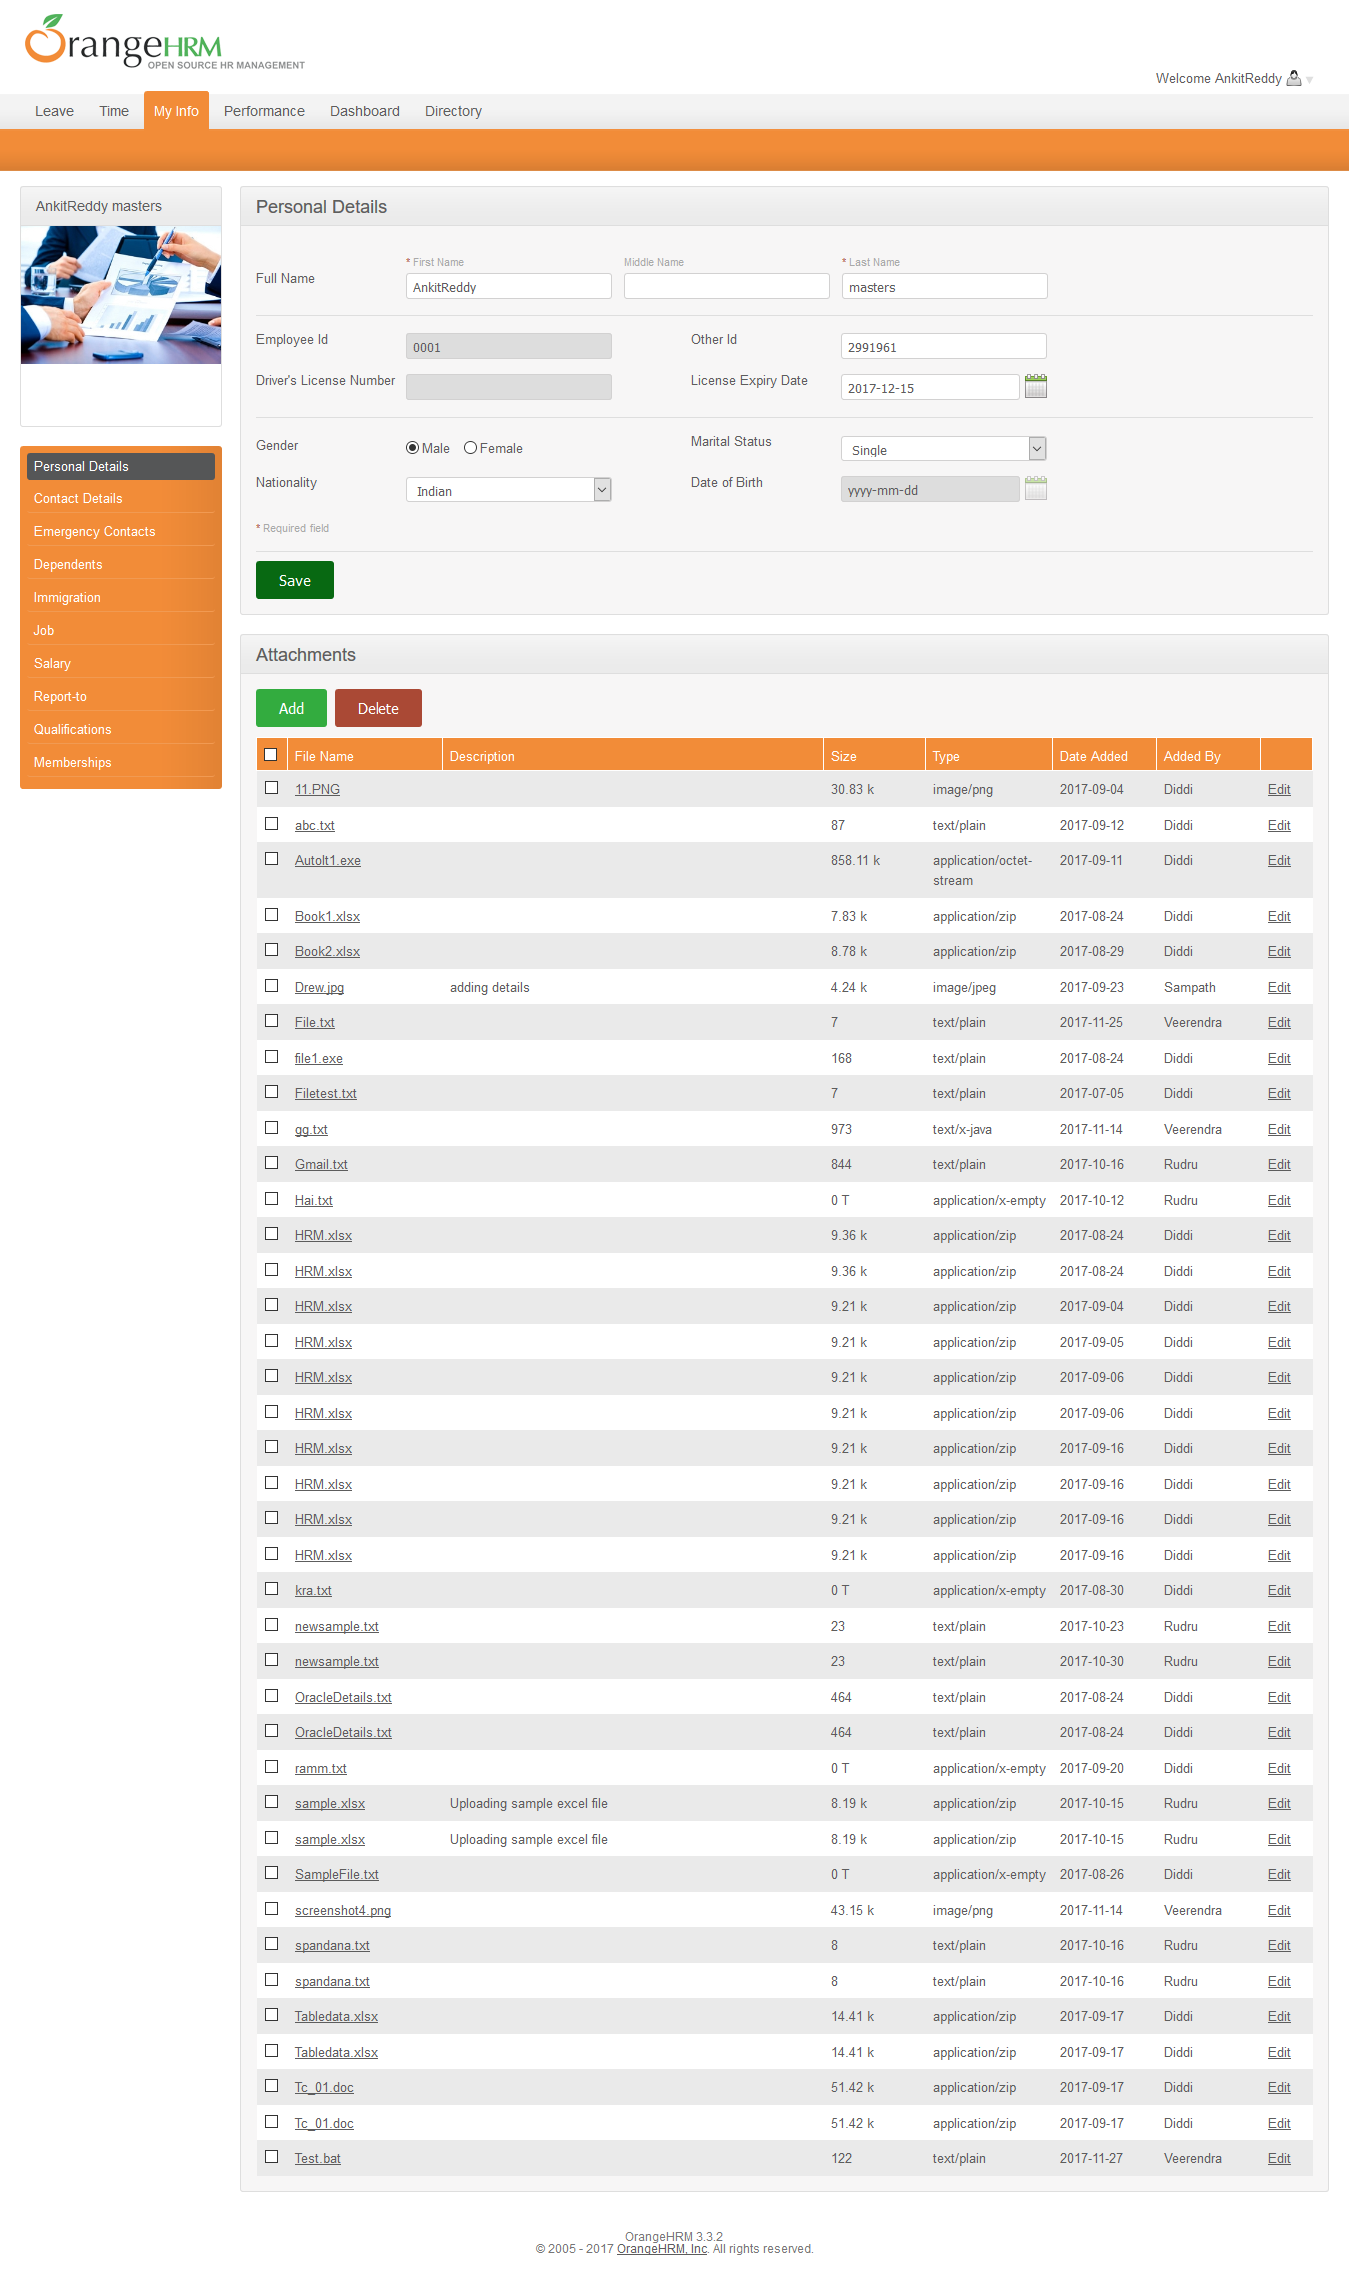 OrangeHRM
OPEN SOURCE HR MANAGEMENT
Welcome AnkitReddy
Leave Time My Info Performance Dashboard Directory
AnkitReddy masters
Personal Details
Contact Details
Emergency Contacts
Dependents
Immigration
Job
Salary
Report-to
Qualifications
Memberships
Personal Details
* First Name Middle Name * Last Name
Full Name AnkitReddy masters
Employee Id 0001 Other Id 2991961
Driver's License Number License Expiry Date 2017-12-15
Gender Male Female Marital Status Single
Nationality Indian Date of Birth yyyy-mm-dd
* Required field
Save
Attachments
Add Delete
File Name Description Size Type Date Added Added By
11.PNG 30.83 k image/png 2017-09-04 Diddi Edit
abc.txt 87 text/plain 2017-09-12 Diddi Edit
AutoIt1.exe 858.11 k application/octet- 2017-09-11 Diddi Edit
stream
Book1.xlsx 7.83 k application/zip 2017-08-24 Diddi Edit
Book2.xlsx 8.78 k application/zip 2017-08-29 Diddi Edit
Drew.jpg adding details 4.24 k image/jpeg 2017-09-23 Sampath Edit
File.txt 7 text/plain 2017-11-25 Veerendra Edit
file1.exe 168 text/plain 2017-08-24 Diddi Edit
Filetest.txt 7 text/plain 2017-07-05 Diddi Edit
gg.txt 973 text/x-java 2017-11-14 Veerendra Edit
Gmail.txt 844 text/plain 2017-10-16 Rudru Edit
Hai.txt 0 T application/x-empty 2017-10-12 Rudru Edit
HRM.xlsx 9.36 k application/zip 2017-08-24 Diddi Edit
HRM.xlsx 9.36 k application/zip 2017-08-24 Diddi Edit
HRM.xlsx 9.21 k application/zip 2017-09-04 Diddi Edit
HRM.xlsx 9.21 k application/zip 2017-09-05 Diddi Edit
HRM.xlsx 9.21 k application/zip 2017-09-06 Diddi Edit
HRM.xlsx 9.21 k application/zip 2017-09-06 Diddi Edit
HRM.xlsx 9.21 k application/zip 2017-09-16 Diddi Edit
HRM.xlsx 9.21 k application/zip 2017-09-16 Diddi Edit
HRM.xlsx 9.21 k application/zip 2017-09-16 Diddi Edit
HRM.xlsx 9.21 k application/zip 2017-09-16 Diddi Edit
kra.txt 0 T application/x-empty 2017-08-30 Diddi Edit
newsample.txt 23 text/plain 2017-10-23 Rudru Edit
newsample.txt 23 text/plain 2017-10-30 Rudru Edit
OracleDetails.txt 464 text/plain 2017-08-24 Diddi Edit
OracleDetails.txt 464 text/plain 2017-08-24 Diddi Edit
ramm.txt 0 T application/x-empty 2017-09-20 Diddi Edit
sample.xlsx Uploading sample excel file 8.19 k application/zip 2017-10-15 Rudru Edit
sample.xlsx Uploading sample excel file 8.19 k application/zip 2017-10-15 Rudru Edit
SampleFile.txt 0 T application/x-empty 2017-08-26 Diddi Edit
screenshot4.png 43.15 k image/png 2017-11-14 Veerendra Edit
spandana.txt 8 text/plain 2017-10-16 Rudru Edit
spandana.txt 8 text/plain 2017-10-16 Rudru Edit
Tabledata.xlsx 14.41 k application/zip 2017-09-17 Diddi Edit
Tabledata.xlsx 14.41 k application/zip 2017-09-17 Diddi Edit
Tc_01.doc 51.42 k application/zip 2017-09-17 Diddi Edit
Tc_01.doc 51.42 k application/zip 2017-09-17 Diddi Edit
Test.bat 122 text/plain 2017-11-27 Veerendra Edit
OrangeHRM 3.3.2
© 2005 - 2017 OrangeHRM, Inc. All rights reserved.